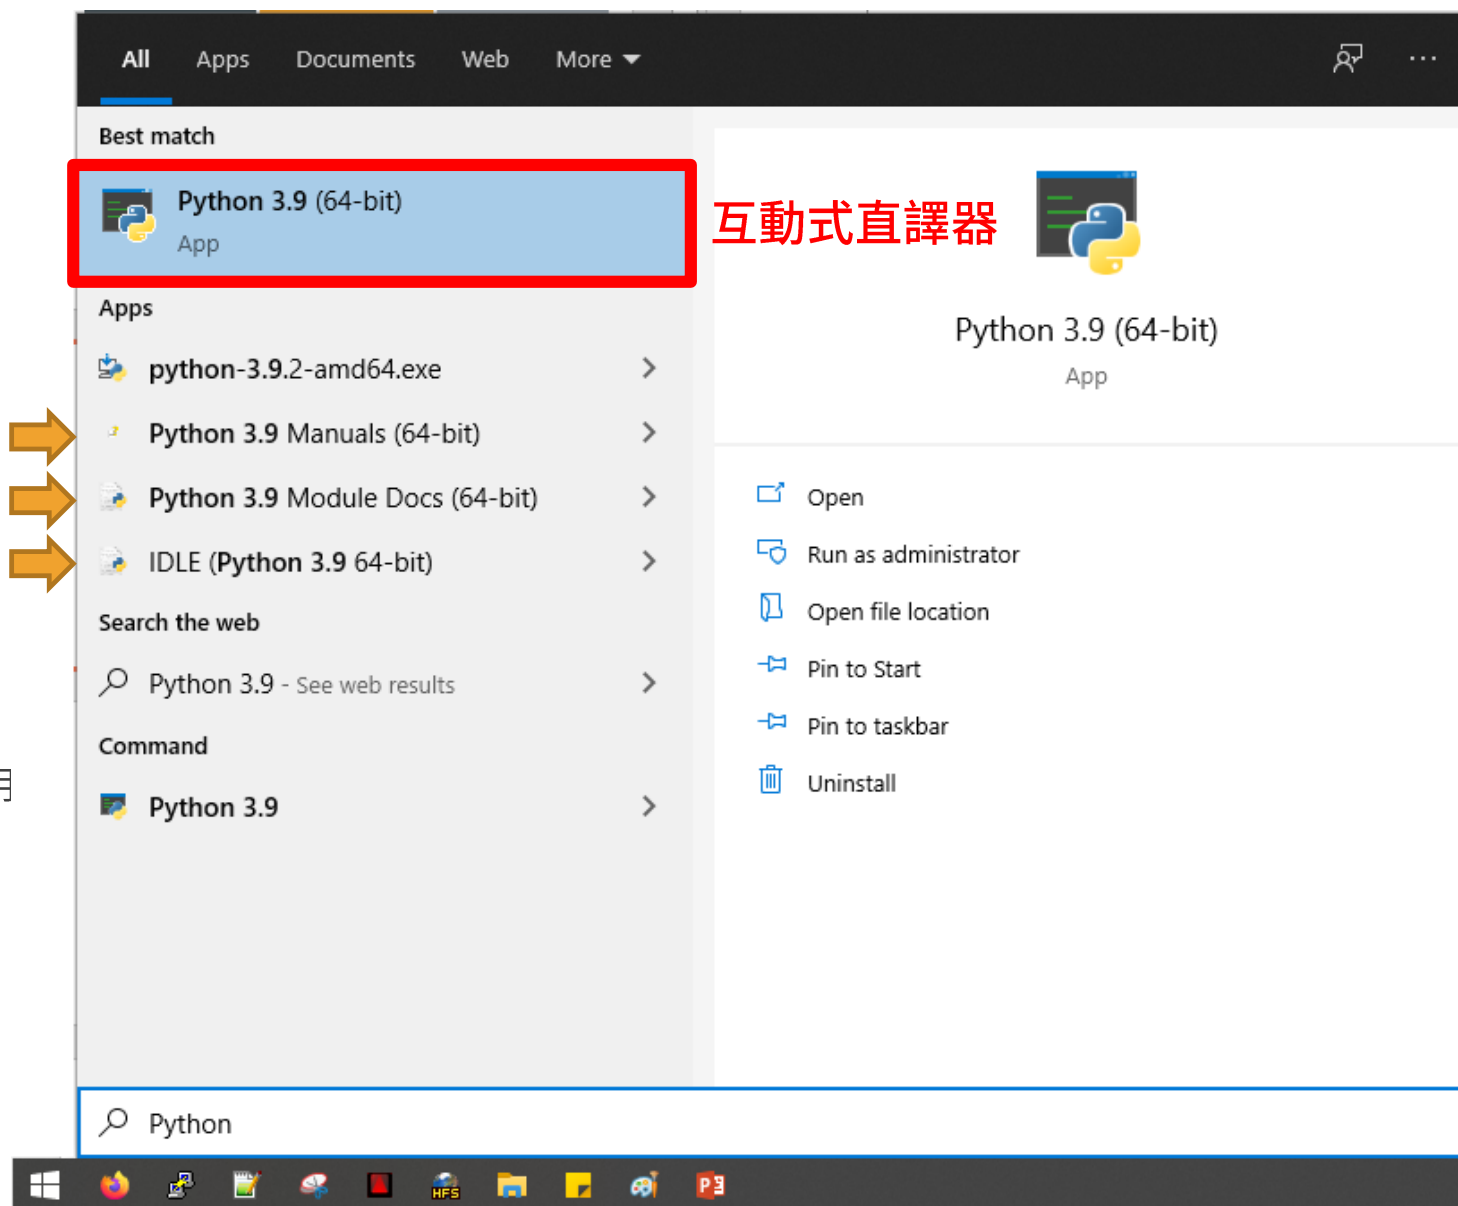 All Apps Documents Web More
Best match
Python 3.9 (64-bit)
App
互動式直譯器
Python 3.9 (64-bit)
App
Apps
python-3.9.2-amd64.exe
Python 3.9 Manuals (64-bit)
Python 3.9 Module Docs (64-bit)
IDLE (Python 3.9 64-bit)
Search the web
Python 3.9 - See web results
Command
Python 3.9
Open
Run as administrator
Open file location
Pin to Start
Pin to taskbar
Uninstall
Python
HFS